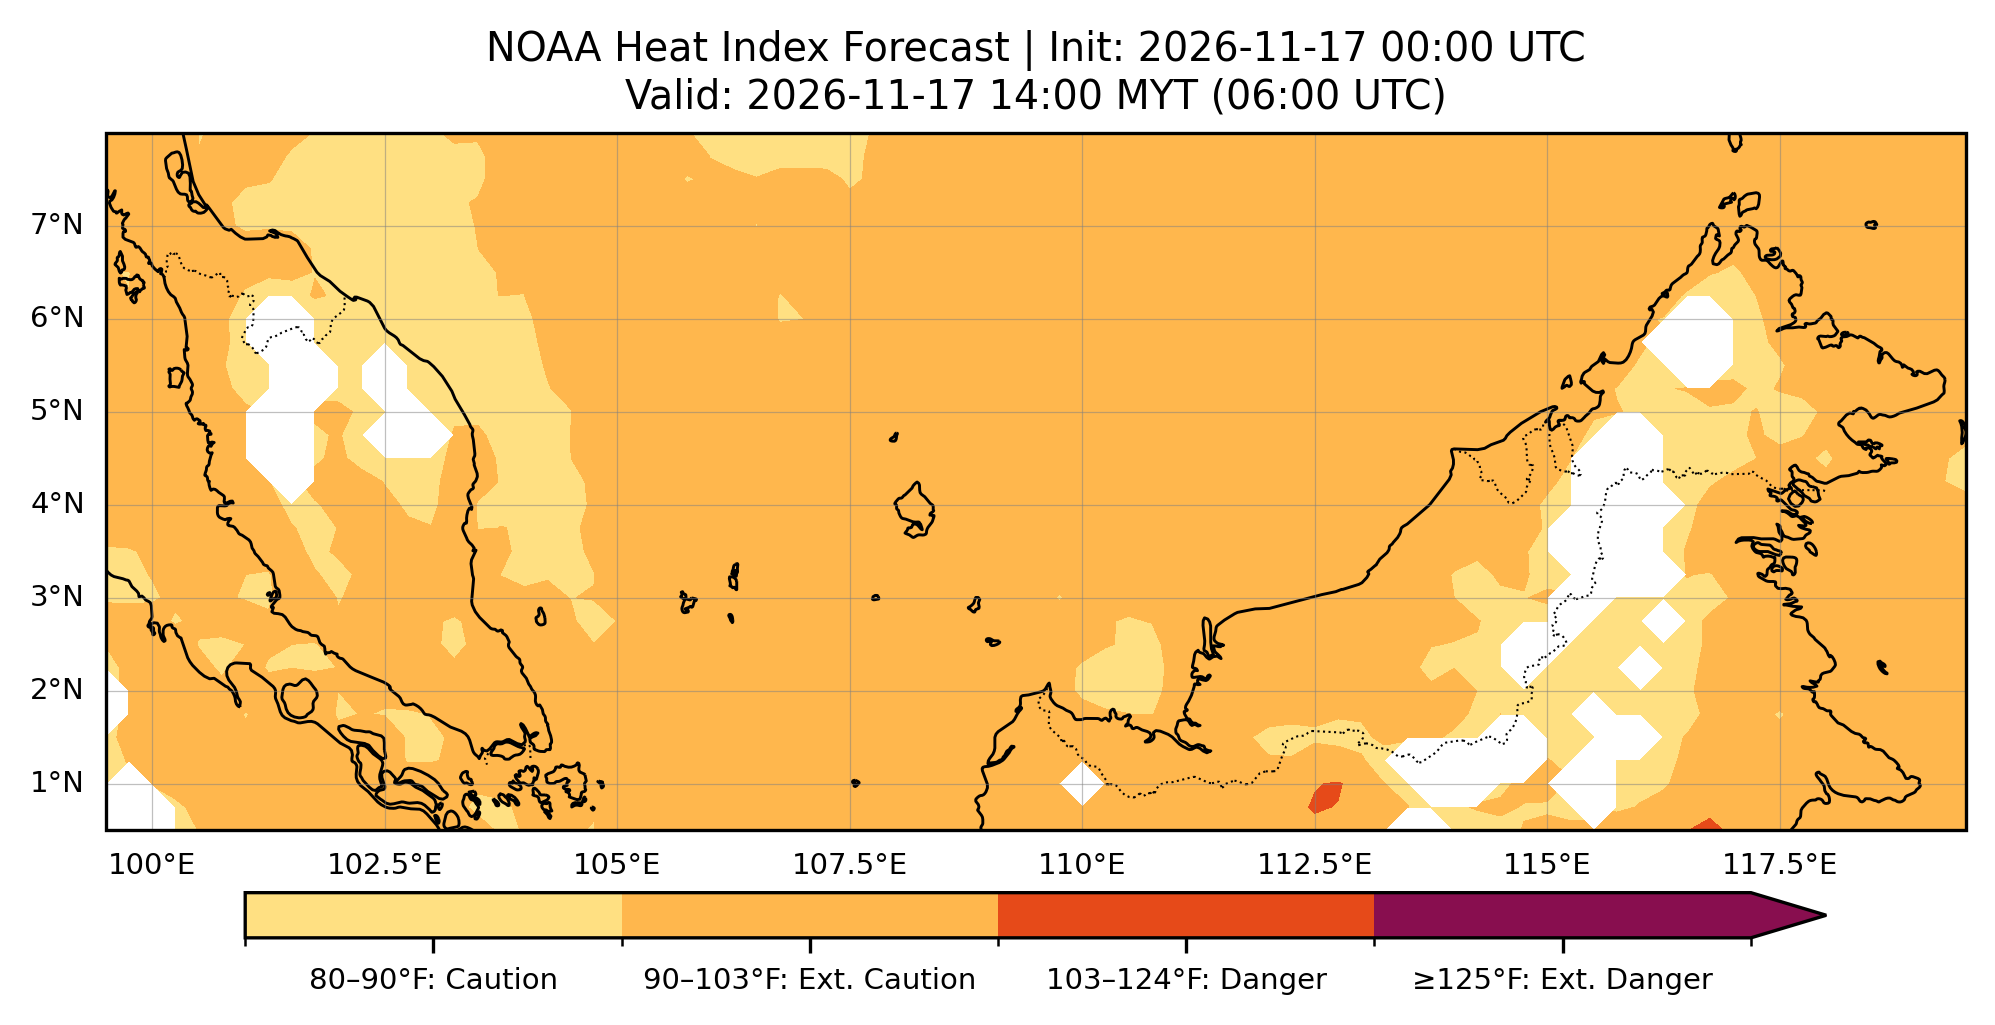 NOAA Heat Index Forecast | Init: 2026-11-17 00:00 UTC
Valid: 2026-11-17 14:00 MYT (06:00 UTC)
7°N
6°N
5°N
4°N
3°N
2°N
1°N
100°E 102.5°E 105°E 107.5°E 110°E 112.5°E 115°E 117.5°E
80–90°F: Caution 90–103°F: Ext. Caution 103–124°F: Danger ≥125°F: Ext. Danger